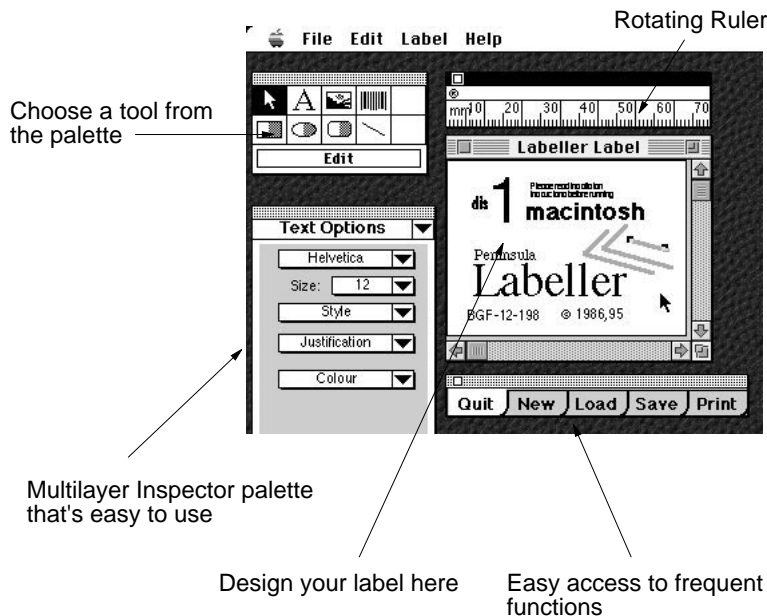 Rotating Ruler
File Edit Label Help
Choose a tool from
the palette
A
Edit
mm 10 20 30 40 50 60 70
Labeller Label
Text Options
Helvetica
Size: 12
Style
Justification
Colour
dis 1
macintosh
Peninsula
Labeller
BGF-12-198 © 1986,95
Quit New Load Save Print
Multilayer Inspector palette
that's easy to use
Design your label here
Easy access to frequent
functions